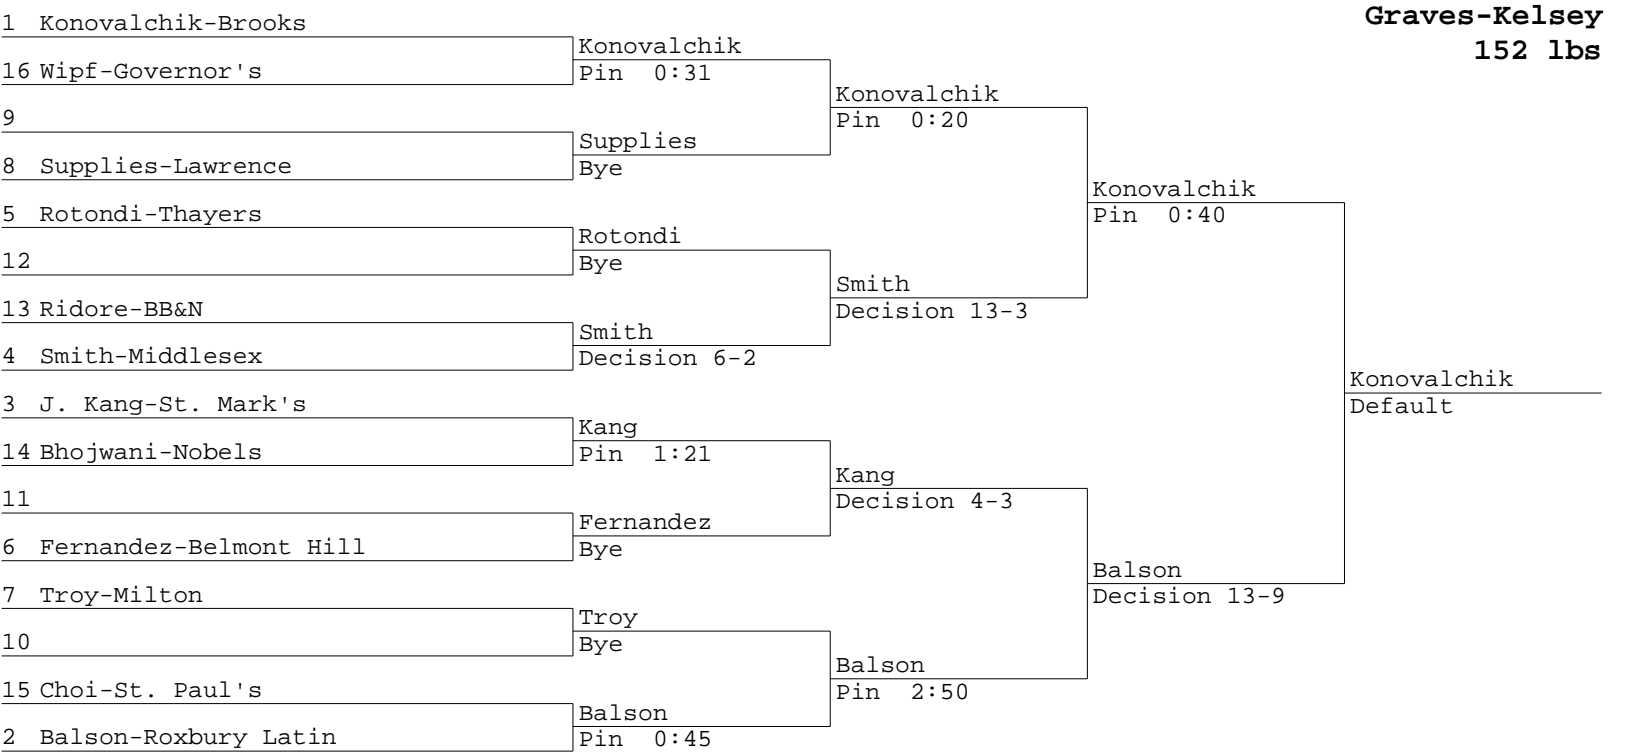 Graves-Kelsey
152 lbs
1 Konovalchik-Brooks
16 Wipf-Governor's
9
8 Supplies-Lawrence
5 Rotondi-Thayers
12
13 Ridore-BB&N
4 Smith-Middlesex
3 J. Kang-St. Mark's
14 Bhojwani-Nobels
11
6 Fernandez-Belmont Hill
7 Troy-Milton
10
15 Choi-St. Paul's
2 Balson-Roxbury Latin
Konovalchik
Pin 0:31
Supplies
Bye
Rotondi
Bye
Smith
Decision 6-2
Kang
Pin 1:21
Fernandez
Bye
Troy
Bye
Balson
Pin 0:45
Konovalchik
Pin 0:20
Smith
Decision 13-3
Kang
Decision 4-3
Balson
Pin 2:50
Konovalchik
Pin 0:40
Balson
Decision 13-9
Konovalchik
Default